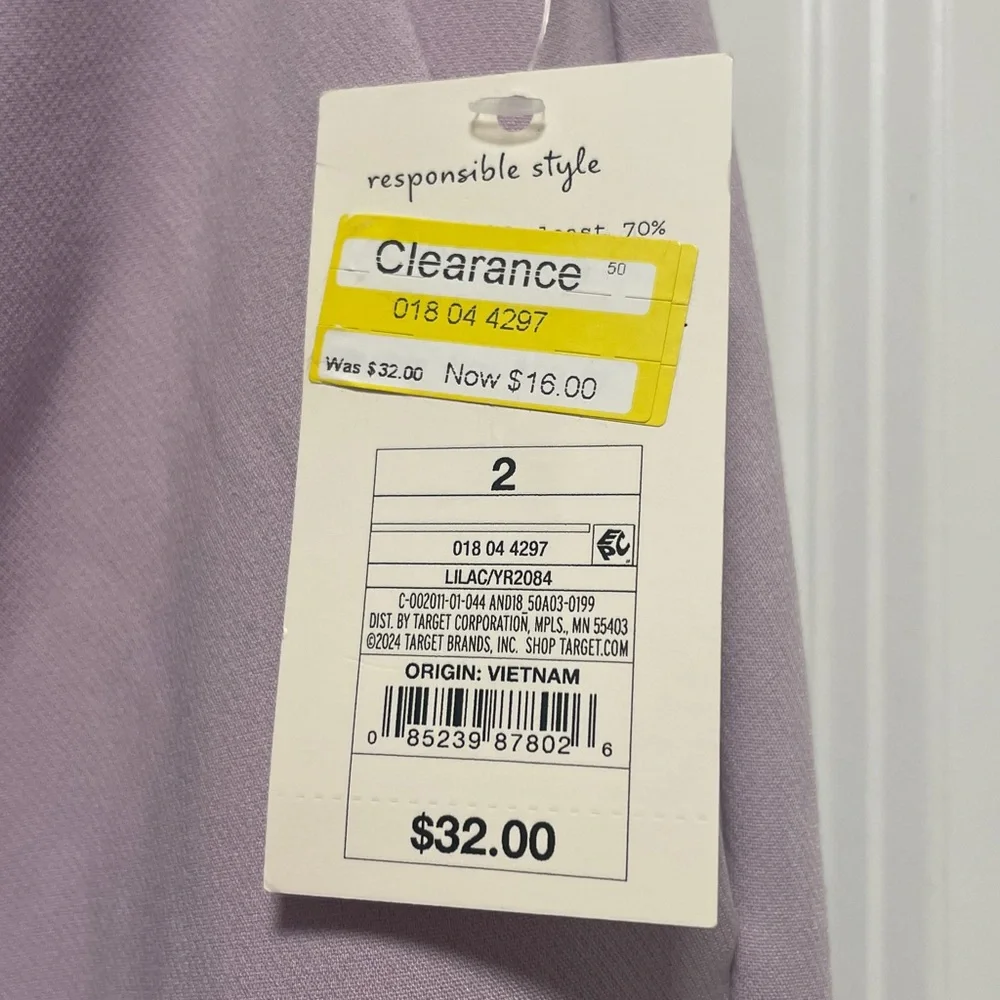 responsible style
70%
Clearance 50
018 04 4297
Was $32.00 Now $16.00
2
018 04 4297
LILAC/YR2084
C-002011-01-044 AND18_50A03-0199
DIST. BY TARGET CORPORATION, MPLS., MN 55403
©2024 TARGET BRANDS, INC. SHOP TARGET.COM
ORIGIN: VIETNAM
0 85239 87802 6
$32.00